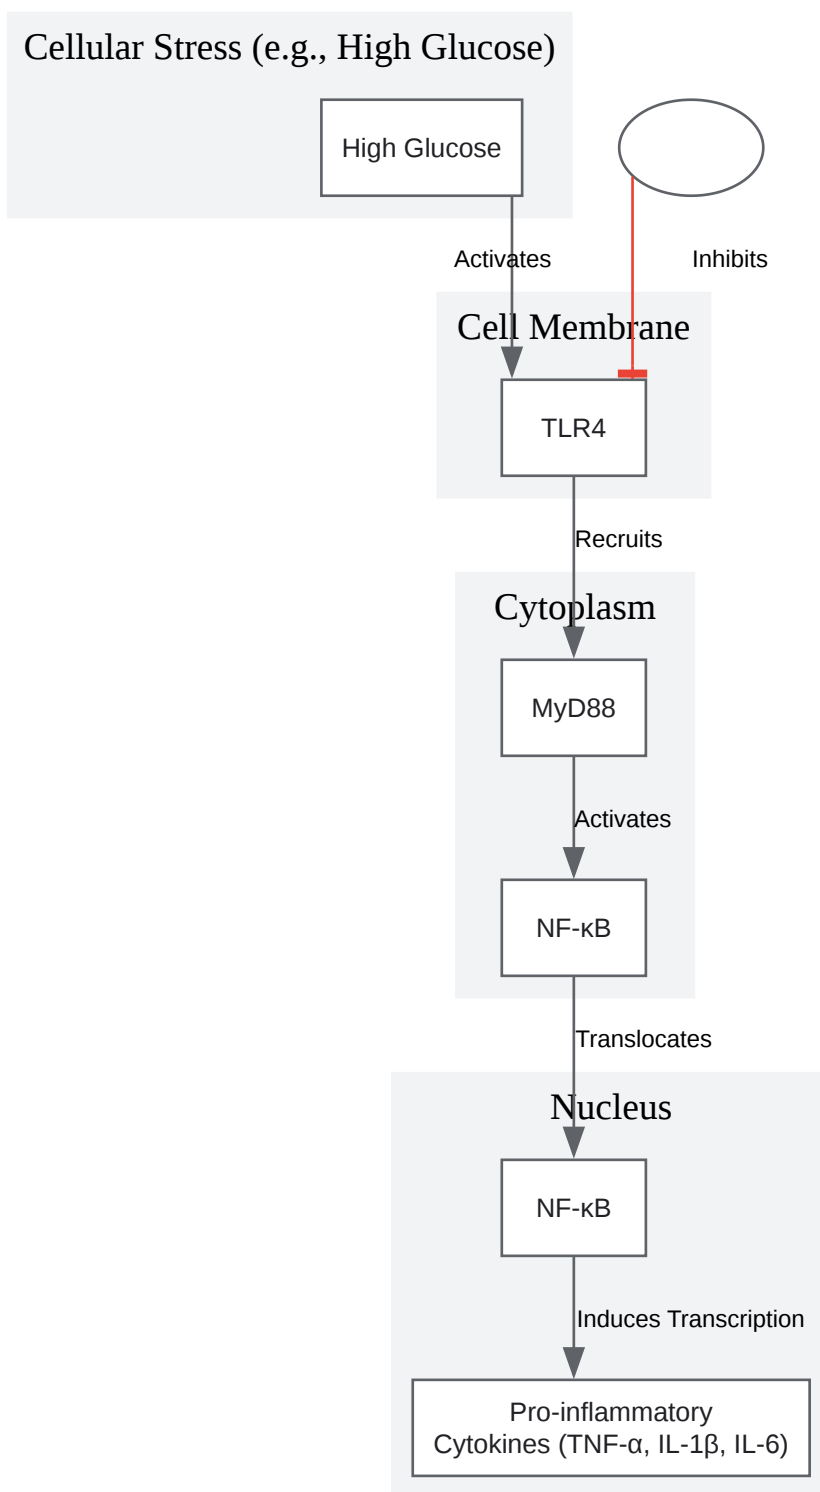 Cellular Stress (e.g., High Glucose)
High Glucose
Activates
Inhibits
Cell Membrane
TLR4
Recruits
Cytoplasm
MyD88
Activates
NF-κB
Translocates
Nucleus
NF-κB
Induces Transcription
Pro-inflammatory
Cytokines (TNF-α, IL-1β, IL-6)